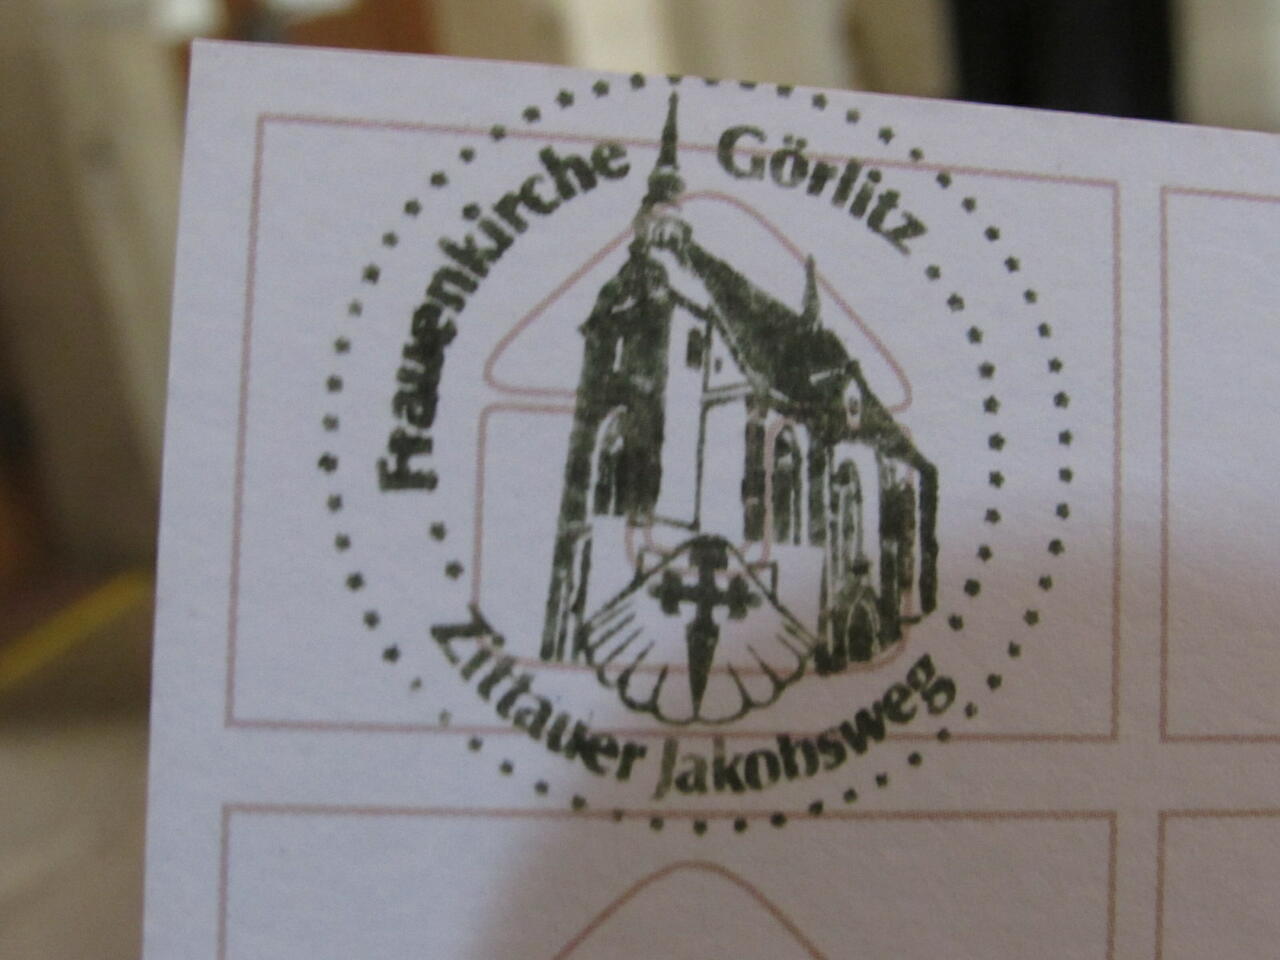 Frauenkirche Görlitz
Zittauer Jakobsweg